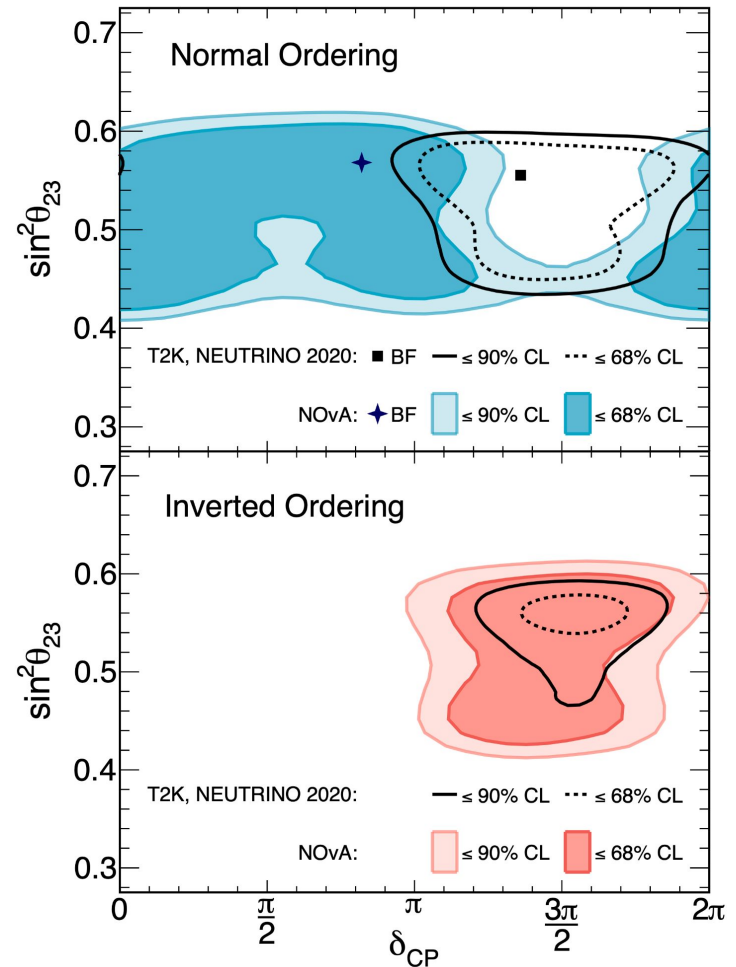 0.7
Normal Ordering
0.6
0.5
sin²θ₂₃
0.4
T2K, NEUTRINO 2020: BF ≤ 90% CL ≤ 68% CL
NOνA: BF ≤ 90% CL ≤ 68% CL
0.3
0.7
Inverted Ordering
0.6
0.5
sin²θ₂₃
0.4
T2K, NEUTRINO 2020: ≤ 90% CL ≤ 68% CL
NOνA: ≤ 90% CL ≤ 68% CL
0.3
0 π/2 π 3π/2 2π
δCP